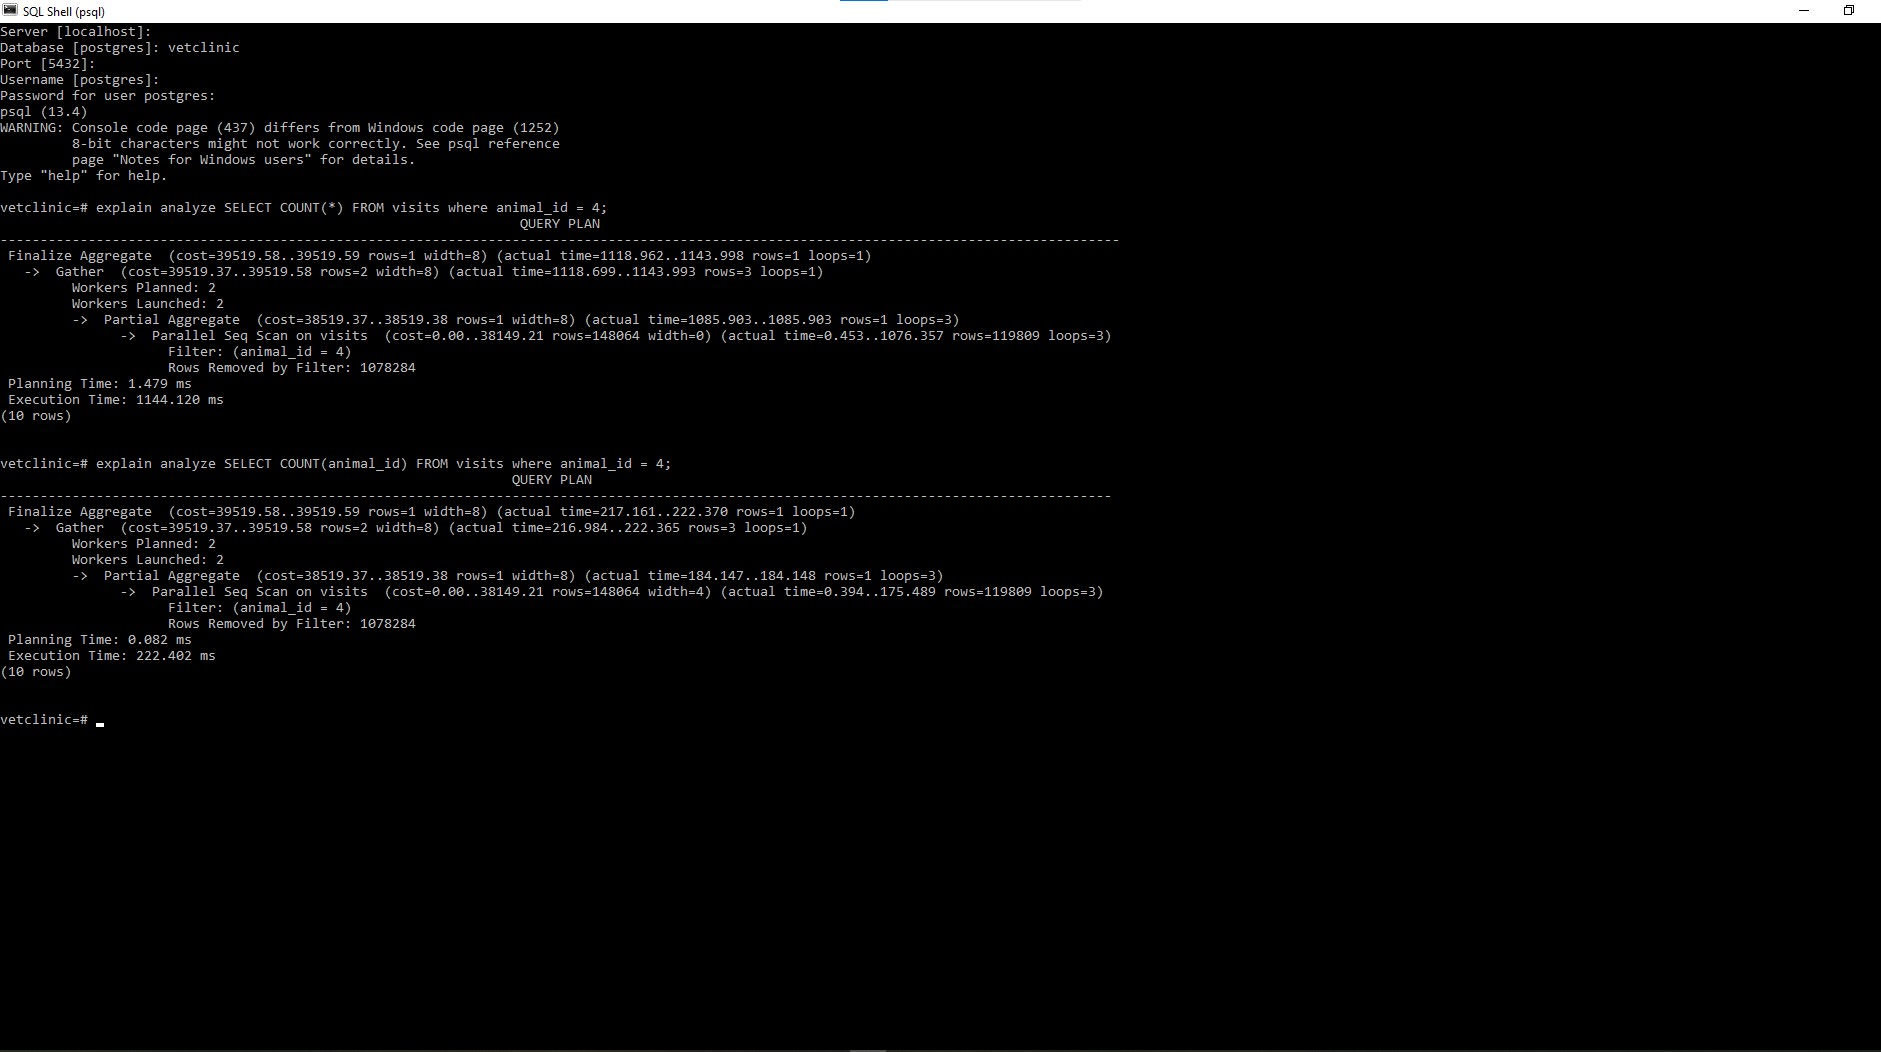 SQL Shell (psql)
Server [localhost]:
Database [postgres]: vetclinic
Port [5432]:
Username [postgres]:
Password for user postgres:
psql (13.4)
WARNING: Console code page (437) differs from Windows code page (1252)
         8-bit characters might not work correctly. See psql reference
         page "Notes for Windows users" for details.
Type "help" for help.

vetclinic=# explain analyze SELECT COUNT(*) FROM visits where animal_id = 4;
                                                                 QUERY PLAN
--------------------------------------------------------------------------------------------------------------------------------------------
 Finalize Aggregate  (cost=39519.58..39519.59 rows=1 width=8) (actual time=1118.962..1143.998 rows=1 loops=1)
   ->  Gather  (cost=39519.37..39519.58 rows=2 width=8) (actual time=1118.699..1143.993 rows=3 loops=1)
         Workers Planned: 2
         Workers Launched: 2
         ->  Partial Aggregate  (cost=38519.37..38519.38 rows=1 width=8) (actual time=1085.903..1085.903 rows=1 loops=3)
               ->  Parallel Seq Scan on visits  (cost=0.00..38149.21 rows=148064 width=0) (actual time=0.453..1076.357 rows=119809 loops=3)
                     Filter: (animal_id = 4)
                     Rows Removed by Filter: 1078284
 Planning Time: 1.479 ms
 Execution Time: 1144.120 ms
(10 rows)

vetclinic=# explain analyze SELECT COUNT(animal_id) FROM visits where animal_id = 4;
                                                                QUERY PLAN
-------------------------------------------------------------------------------------------------------------------------------------------
 Finalize Aggregate  (cost=39519.58..39519.59 rows=1 width=8) (actual time=217.161..222.370 rows=1 loops=1)
   ->  Gather  (cost=39519.37..39519.58 rows=2 width=8) (actual time=216.984..222.365 rows=3 loops=1)
         Workers Planned: 2
         Workers Launched: 2
         ->  Partial Aggregate  (cost=38519.37..38519.38 rows=1 width=8) (actual time=184.147..184.148 rows=1 loops=3)
               ->  Parallel Seq Scan on visits  (cost=0.00..38149.21 rows=148064 width=4) (actual time=0.394..175.489 rows=119809 loops=3)
                     Filter: (animal_id = 4)
                     Rows Removed by Filter: 1078284
 Planning Time: 0.082 ms
 Execution Time: 222.402 ms
(10 rows)

vetclinic=#